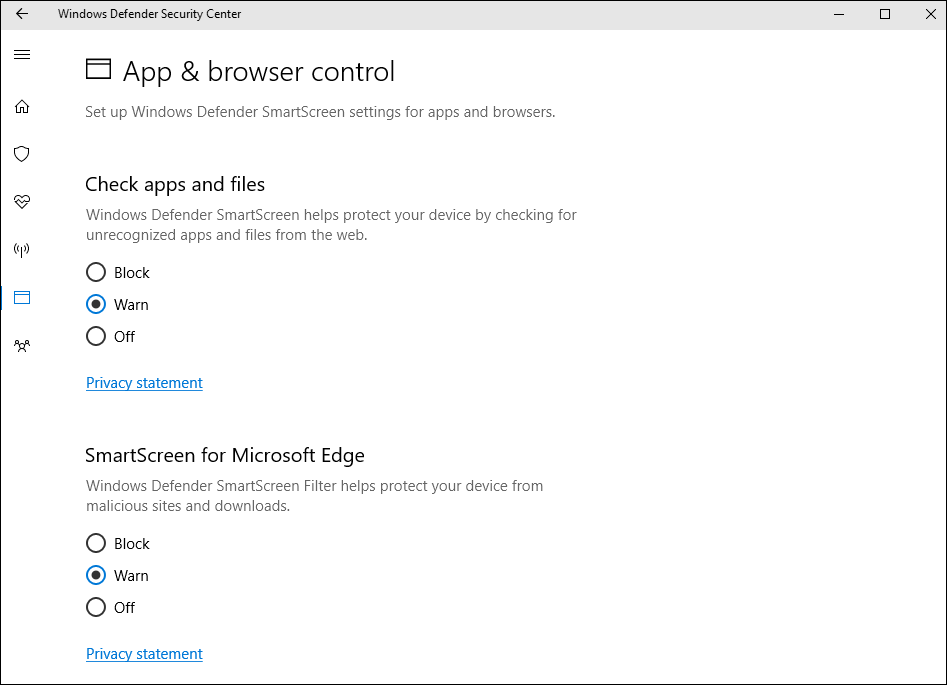 Windows Defender Security Center
App & browser control
Set up Windows Defender SmartScreen settings for apps and browsers.
Check apps and files
Windows Defender SmartScreen helps protect your device by checking for
unrecognized apps and files from the web.
Block
Warn
Off
Privacy statement
SmartScreen for Microsoft Edge
Windows Defender SmartScreen Filter helps protect your device from
malicious sites and downloads.
Block
Warn
Off
Privacy statement